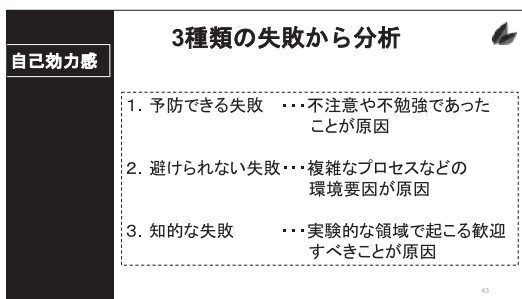 3種類の失敗から分析
自己効力感
1. 予防できる失敗 ・・・不注意や不勉強であった
ことが原因
2. 避けられない失敗・・・複雑なプロセスなどの
環境要因が原因
3. 知的な失敗 ・・・実験的な領域で起こる歓迎
すべきことが原因
43